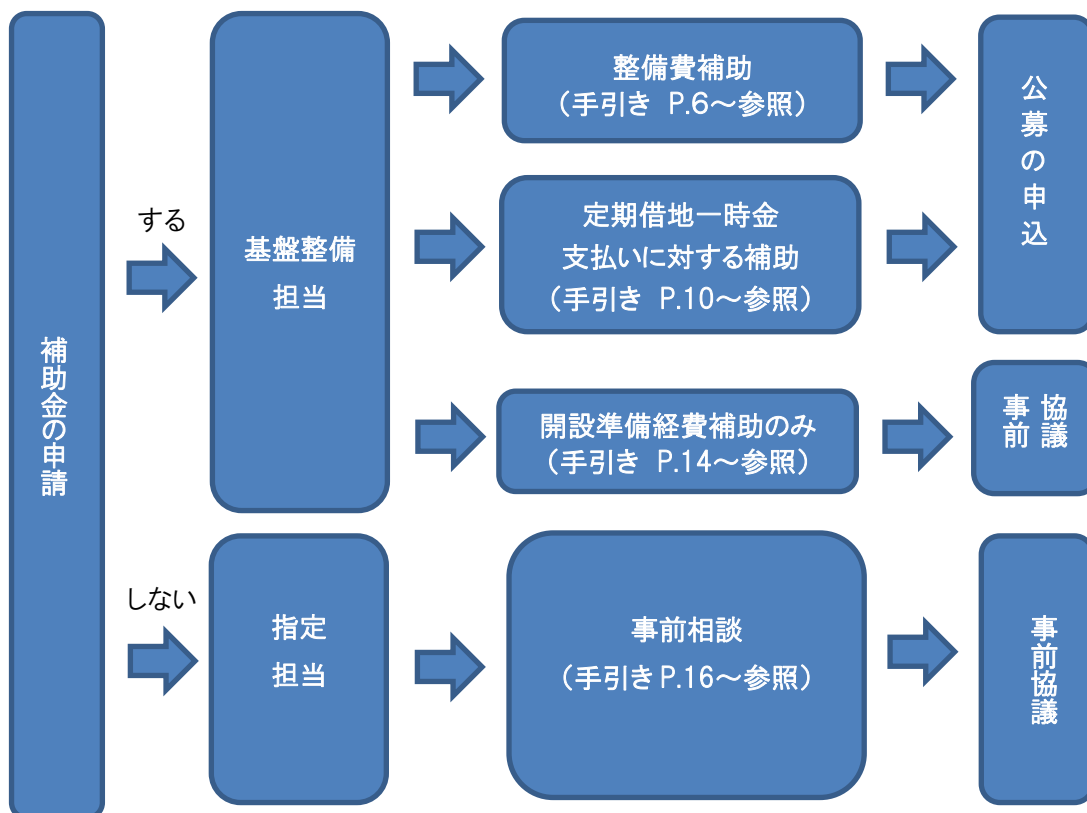 補助金の申請
する
基盤整備
担当
整備費補助
（手引き P.6～参照）
定期借地一時金
支払いに対する補助
（手引き P.10～参照）
公募の申込
開設準備経費補助のみ
（手引き P.14～参照）
事前
協議
しない
指定
担当
事前相談
（手引きP.16～参照）
事前協議